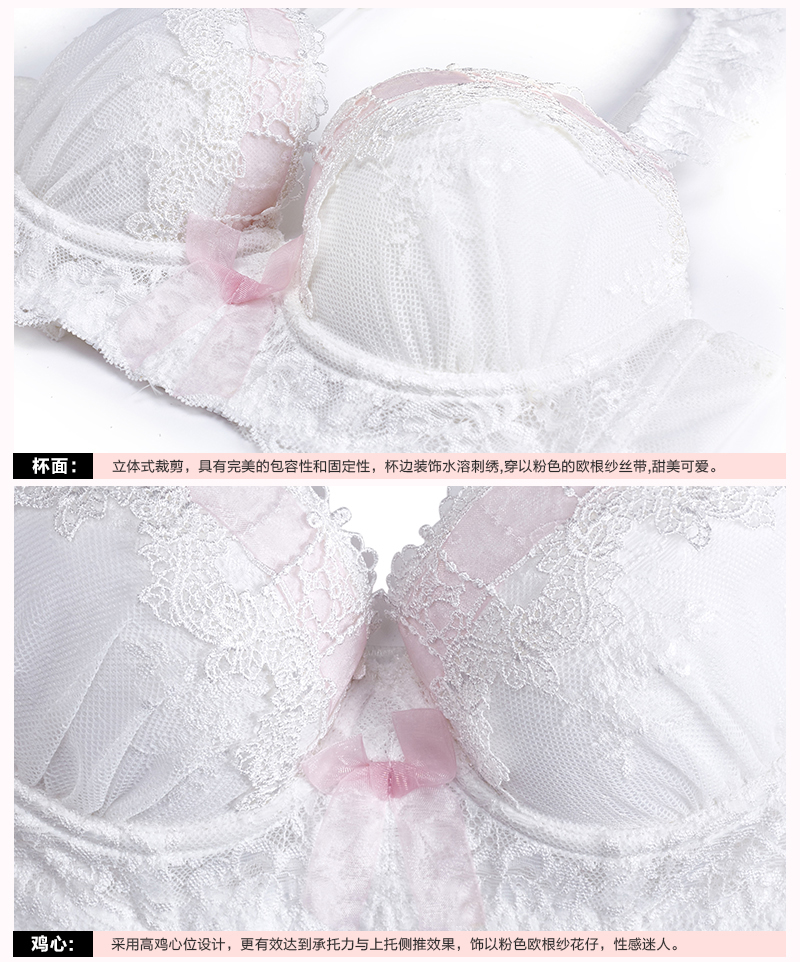 杯面： 立体式裁剪，具有完美的包容性和固定性，杯边装饰水溶刺绣,穿以粉色的欧根纱丝带,甜美可爱。
鸡心： 采用高鸡心位设计，更有效达到承托力与上托侧推效果，饰以粉色欧根纱花仔，性感迷人。